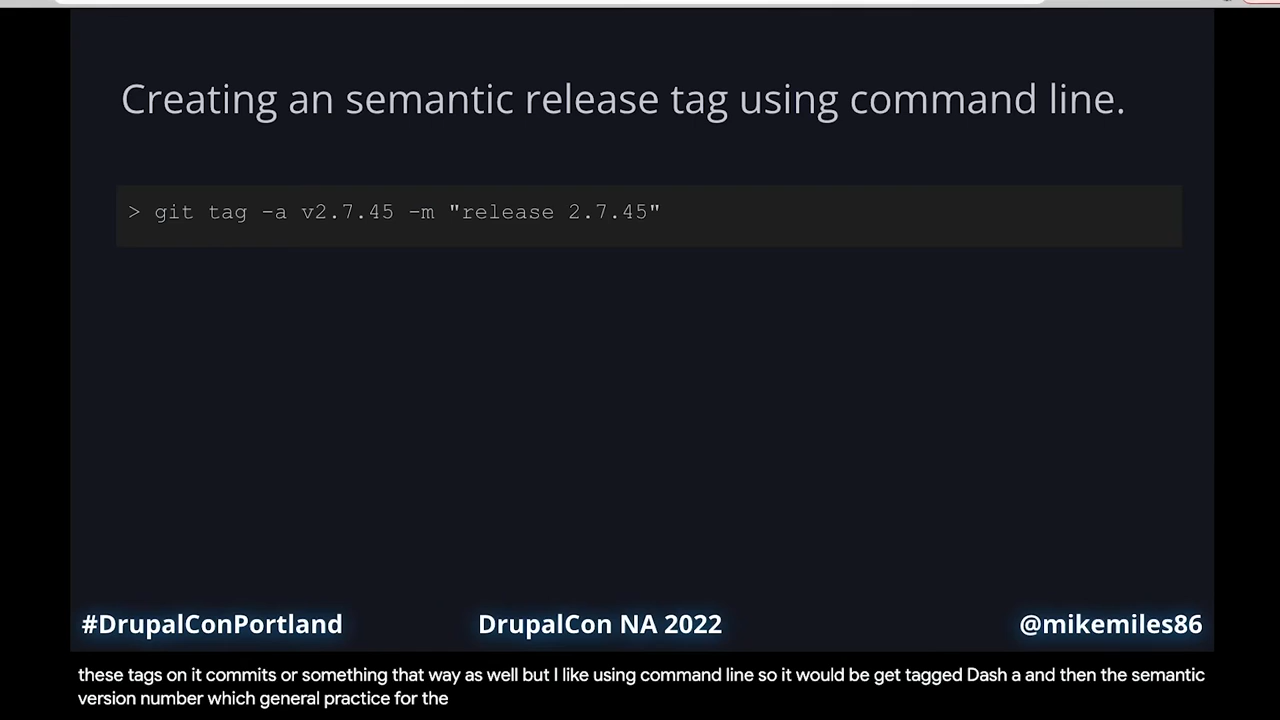 Creating an semantic release tag using command line.
> git tag -a v2.7.45 -m "release 2.7.45"
#DrupalConPortland DrupalCon NA 2022 @mikemiles86
these tags on it commits or something that way as well but I like using command line so it would be get tagged Dash a and then the semantic
version number which general practice for the